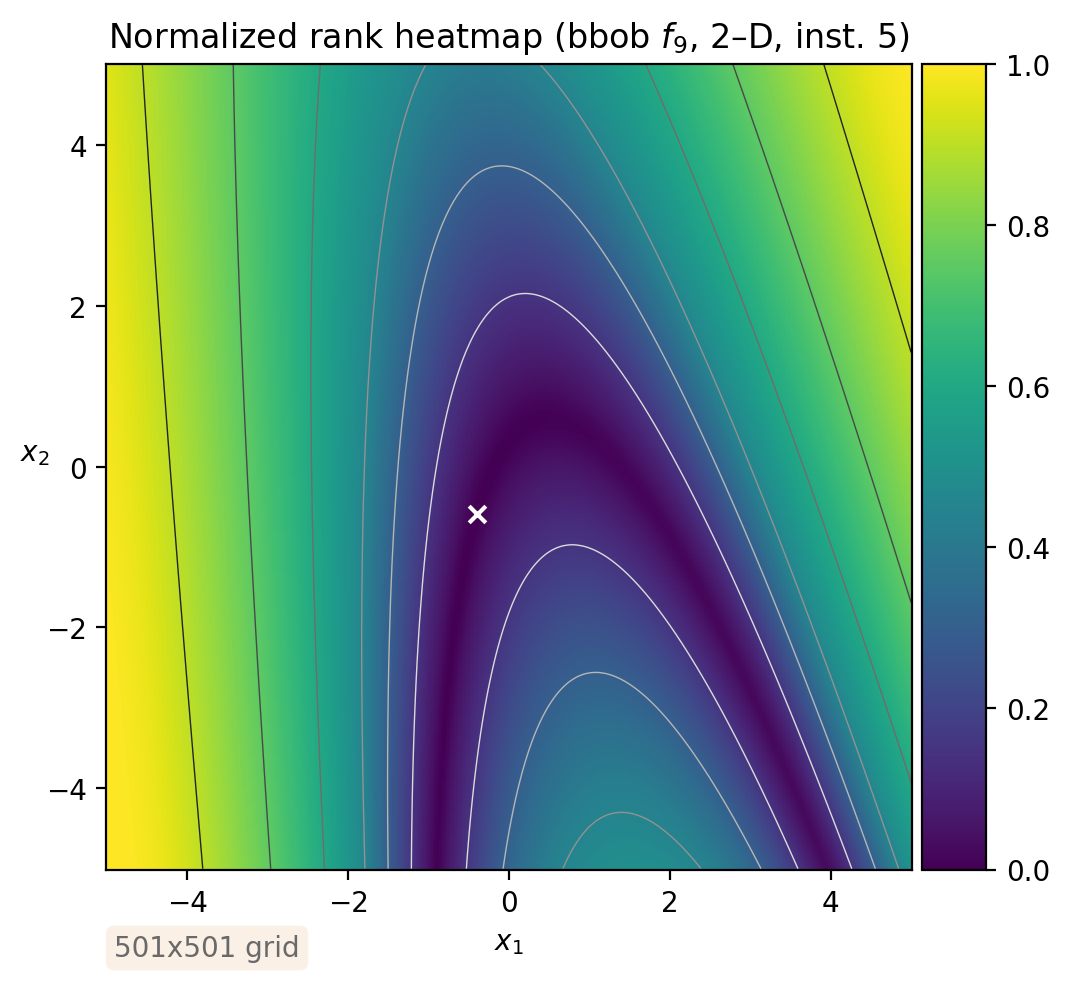 Normalized rank heatmap (bbob f₉, 2–D, inst. 5)
4
2
0
−2
−4
x₂
−4 −2 0 2 4
x₁
1.0
0.8
0.6
0.4
0.2
0.0
501x501 grid